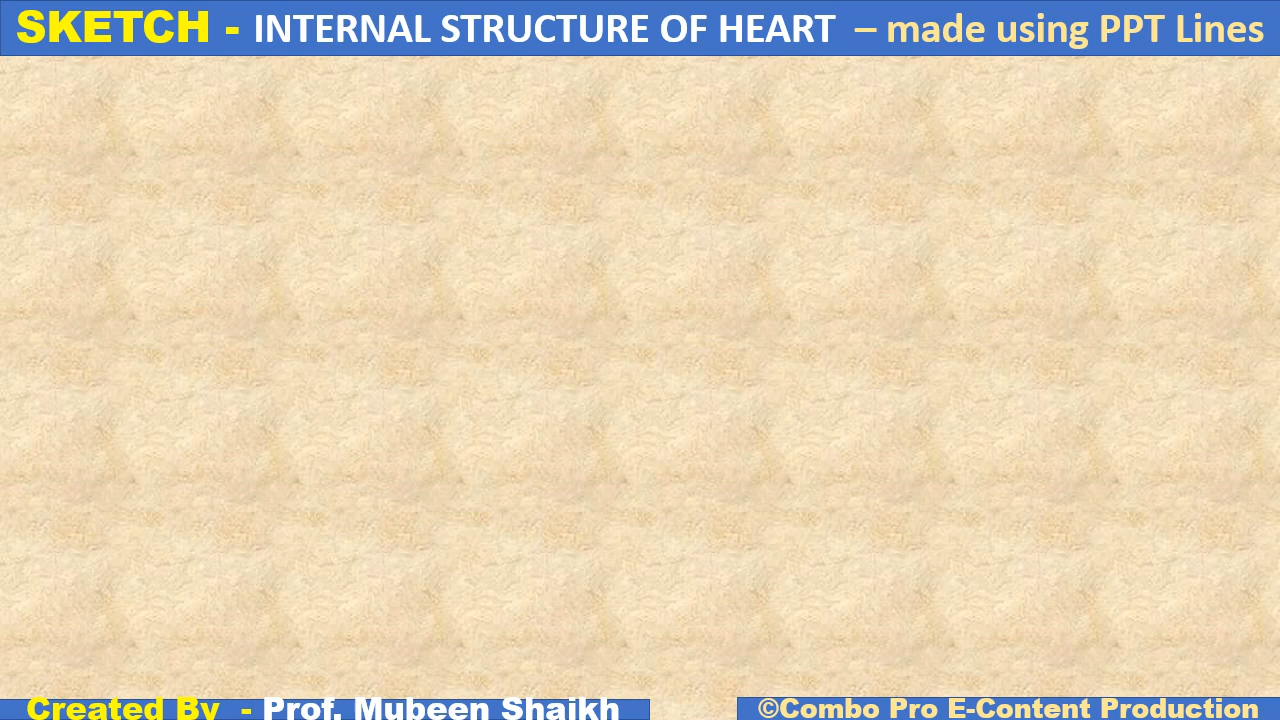 SKETCH - INTERNAL STRUCTURE OF HEART – made using PPT Lines
Created By - Prof. Mubeen Shaikh
©Combo Pro E-Content Production